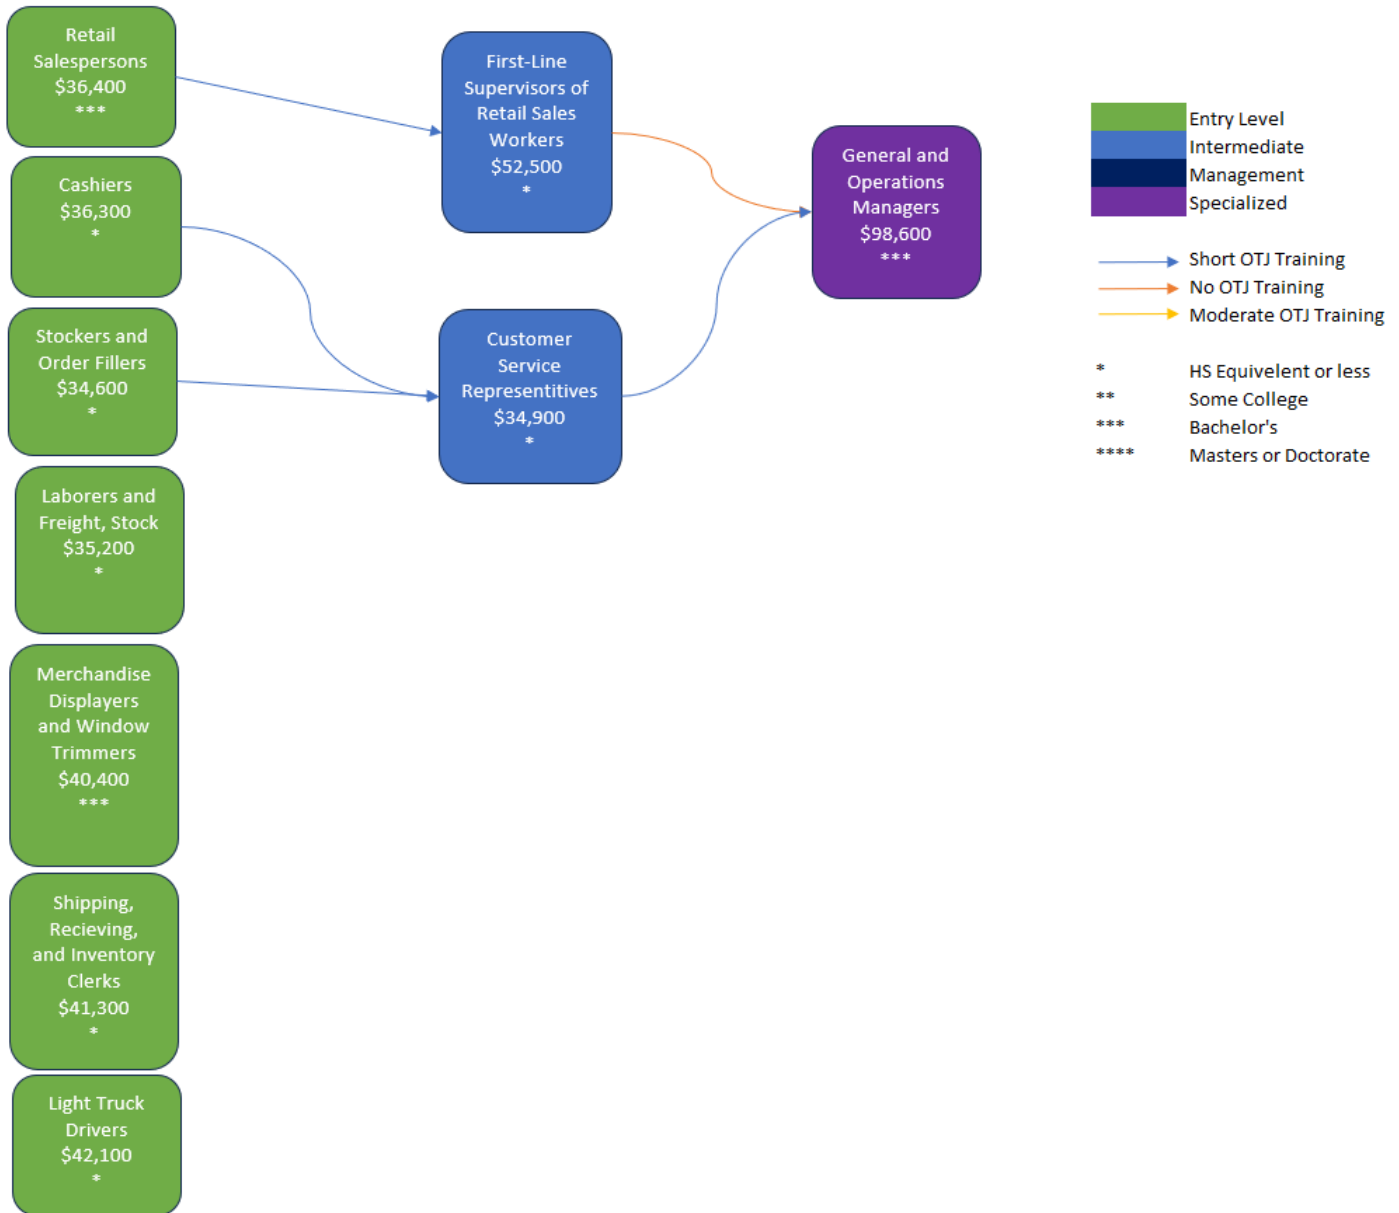 Retail
Salespersons
$36,400
***
Cashiers
$36,300
*
Stockers and
Order Fillers
$34,600
*
Laborers and
Freight, Stock
$35,200
*
Merchandise
Displayers
and Window
Trimmers
$40,400
***
Shipping,
Recieving,
and Inventory
Clerks
$41,300
*
Light Truck
Drivers
$42,100
*
First-Line
Supervisors of
Retail Sales
Workers
$52,500
*
Customer
Service
Representitives
$34,900
*
General and
Operations
Managers
$98,600
***
Entry Level
Intermediate
Management
Specialized
Short OTJ Training
No OTJ Training
Moderate OTJ Training
* HS Equivelent or less
** Some College
*** Bachelor's
**** Masters or Doctorate